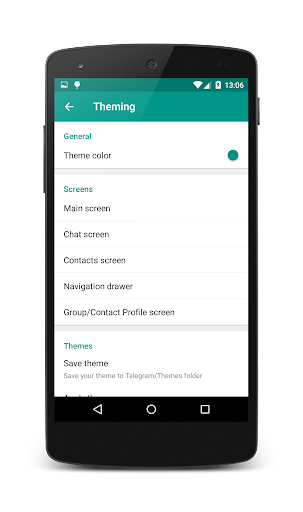 13:06
Theming
General
Theme color
Screens
Main screen
Chat screen
Contacts screen
Navigation drawer
Group/Contact Profile screen
Themes
Save theme
Save your theme to Telegram/Themes folder